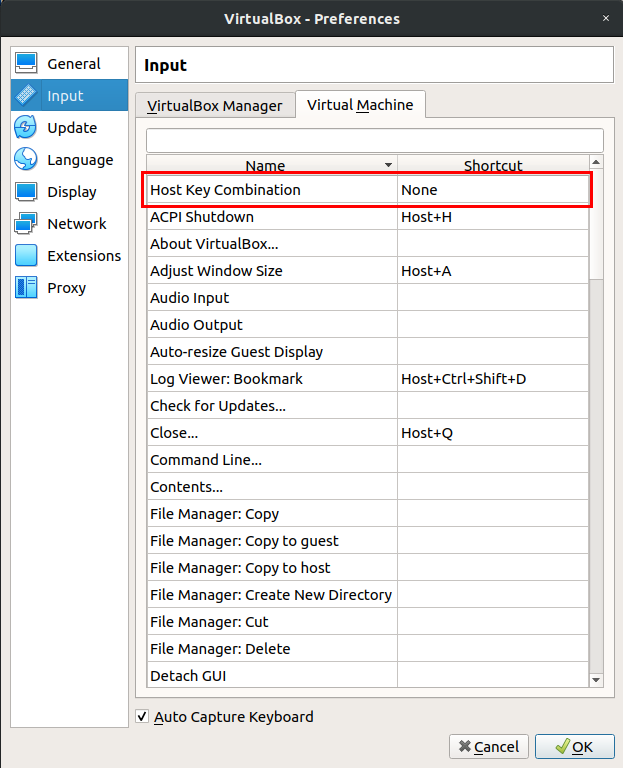 VirtualBox - Preferences
General
Input
Update
Language
Display
Network
Extensions
Proxy
Input
VirtualBox Manager
Virtual Machine
Name Shortcut
Host Key Combination None
ACPI Shutdown Host+H
About VirtualBox...
Adjust Window Size Host+A
Audio Input
Audio Output
Auto-resize Guest Display
Log Viewer: Bookmark Host+Ctrl+Shift+D
Check for Updates...
Close... Host+Q
Command Line...
Contents...
File Manager: Copy
File Manager: Copy to guest
File Manager: Copy to host
File Manager: Create New Directory
File Manager: Cut
File Manager: Delete
Detach GUI
Auto Capture Keyboard
Cancel
OK